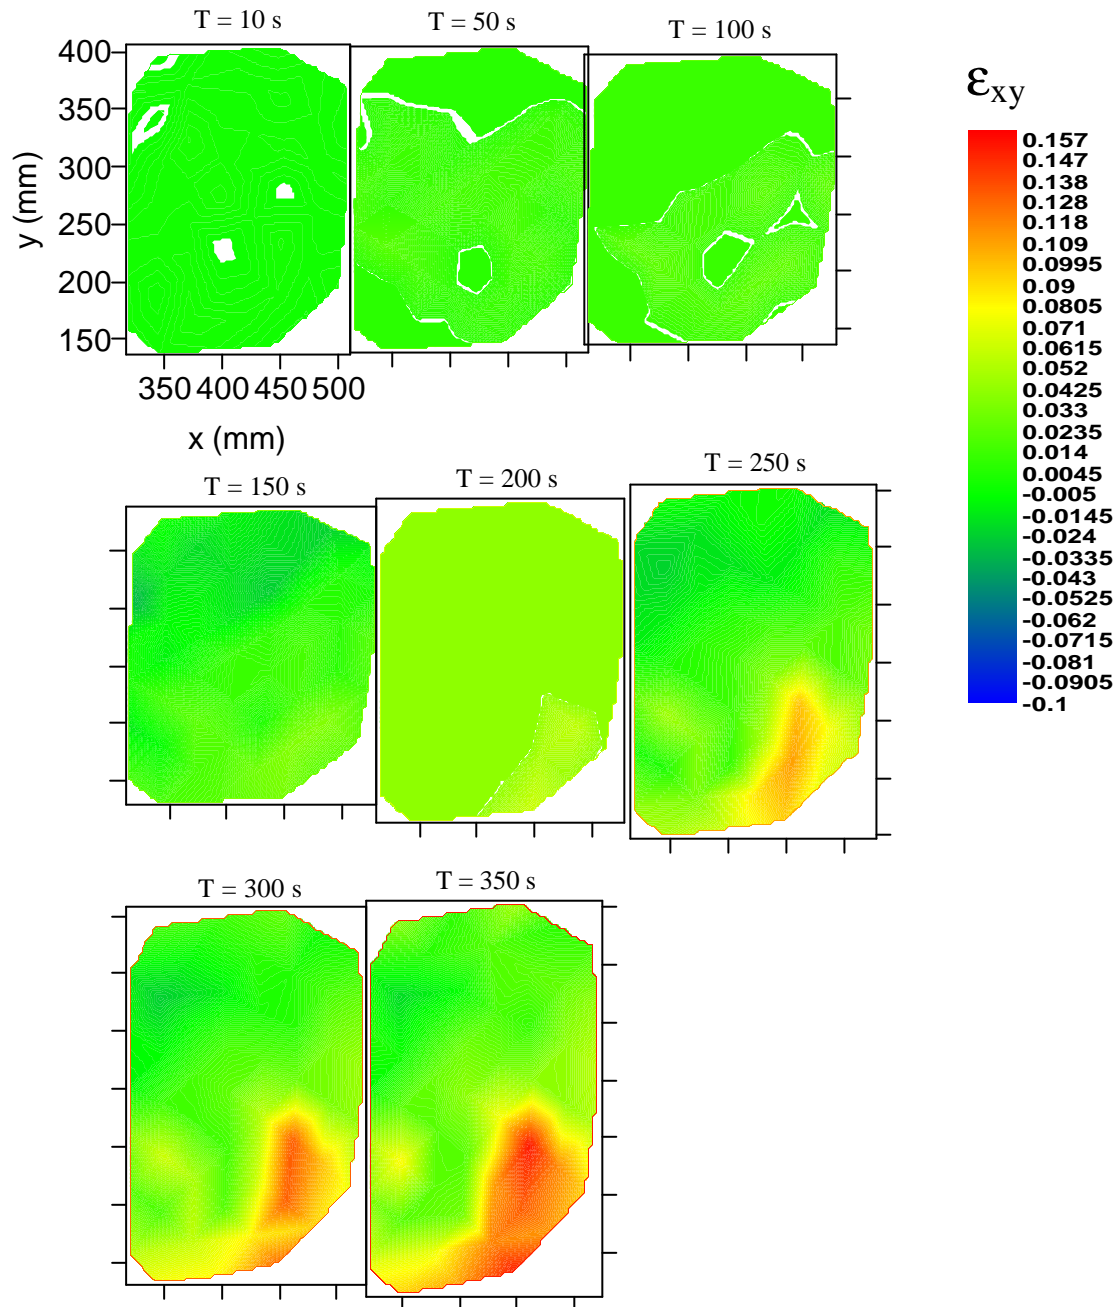 T = 10 s
T = 50 s
T = 100 s
400
350
300
250
200
150
y (mm)
350 400 450 500
x (mm)
εxy
0.157
0.147
0.138
0.128
0.118
0.109
0.0995
0.09
0.0805
0.071
0.0615
0.052
0.0425
0.033
0.0235
0.014
0.0045
-0.005
-0.0145
-0.024
-0.0335
-0.043
-0.0525
-0.062
-0.0715
-0.081
-0.0905
-0.1
T = 150 s
T = 200 s
T = 250 s
T = 300 s
T = 350 s